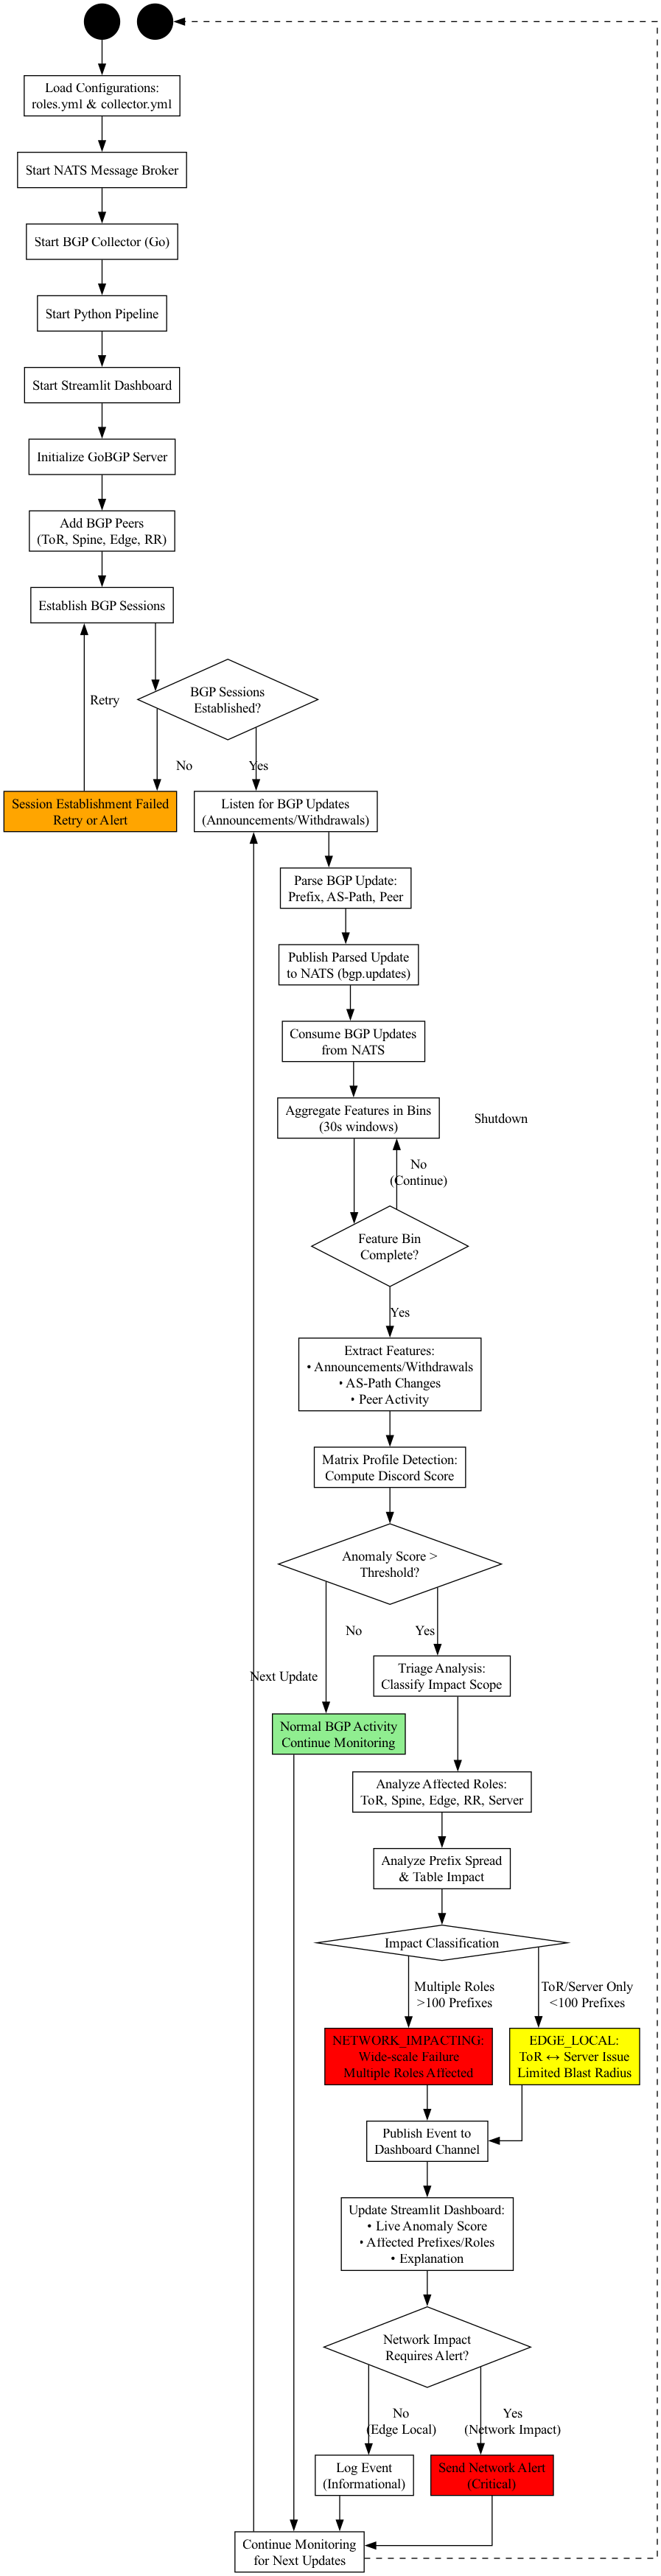 Load Configurations:
roles.yml & collector.yml
Start NATS Message Broker
Start BGP Collector (Go)
Start Python Pipeline
Start Streamlit Dashboard
Initialize GoBGP Server
Add BGP Peers
(ToR, Spine, Edge, RR)
Establish BGP Sessions
BGP Sessions
Established?
Retry
No
Yes
Session Establishment Failed
Retry or Alert
Listen for BGP Updates
(Announcements/Withdrawals)
Parse BGP Update:
Prefix, AS-Path, Peer
Publish Parsed Update
to NATS (bgp.updates)
Consume BGP Updates
from NATS
Aggregate Features in Bins
(30s windows)
Shutdown
No
(Continue)
Feature Bin
Complete?
Yes
Extract Features:
• Announcements/Withdrawals
• AS-Path Changes
• Peer Activity
Matrix Profile Detection:
Compute Discord Score
Anomaly Score >
Threshold?
No
Yes
Next Update
Triage Analysis:
Classify Impact Scope
Normal BGP Activity
Continue Monitoring
Analyze Affected Roles:
ToR, Spine, Edge, RR, Server
Analyze Prefix Spread
& Table Impact
Impact Classification
Multiple Roles
>100 Prefixes
ToR/Server Only
<100 Prefixes
NETWORK_IMPACTING:
Wide-scale Failure
Multiple Roles Affected
EDGE_LOCAL:
ToR ↔ Server Issue
Limited Blast Radius
Publish Event to
Dashboard Channel
Update Streamlit Dashboard:
• Live Anomaly Score
• Affected Prefixes/Roles
• Explanation
Network Impact
Requires Alert?
No
(Edge Local)
Yes
(Network Impact)
Log Event
(Informational)
Send Network Alert
(Critical)
Continue Monitoring
for Next Updates